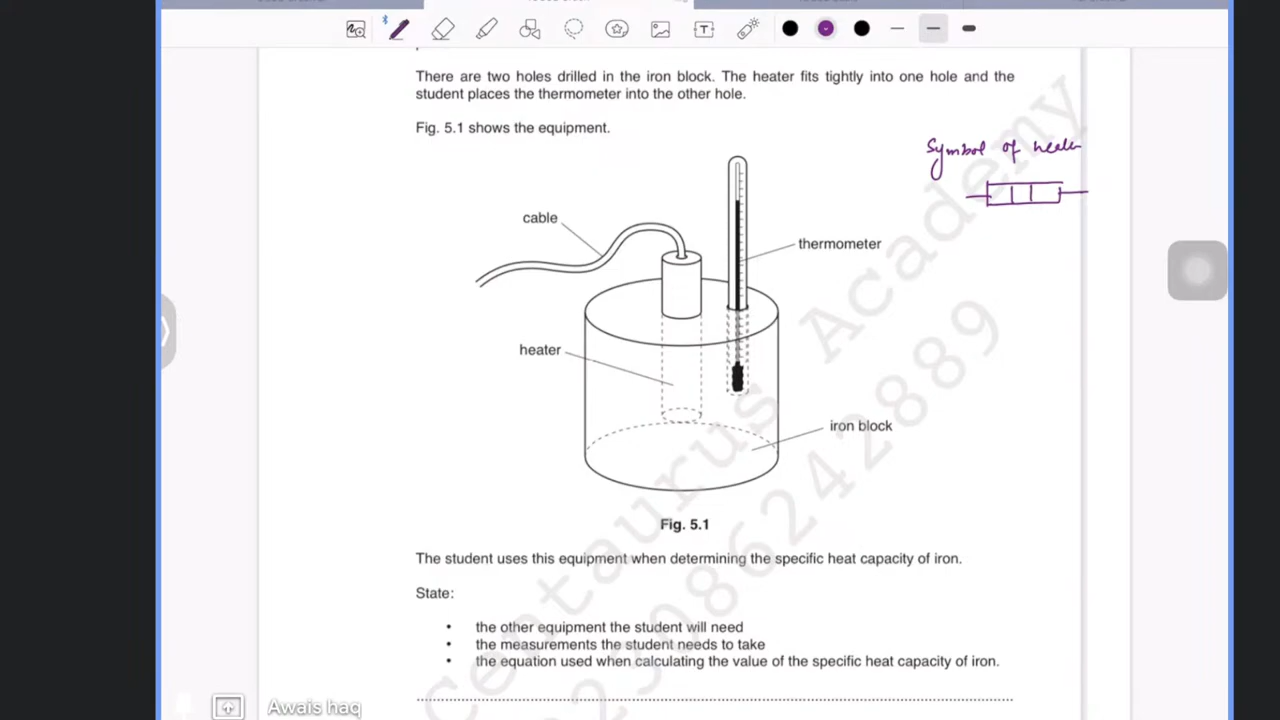 There are two holes drilled in the iron block. The heater fits tightly into one hole and the
student places the thermometer into the other hole.
Fig. 5.1 shows the equipment.
Symbol of heater
cable
thermometer
heater
iron block
Fig. 5.1
The student uses this equipment when determining the specific heat capacity of iron.
State:
• the other equipment the student will need
• the measurements the student needs to take
• the equation used when calculating the value of the specific heat capacity of iron.
Centaurus Academy
923086242889
Awais haq